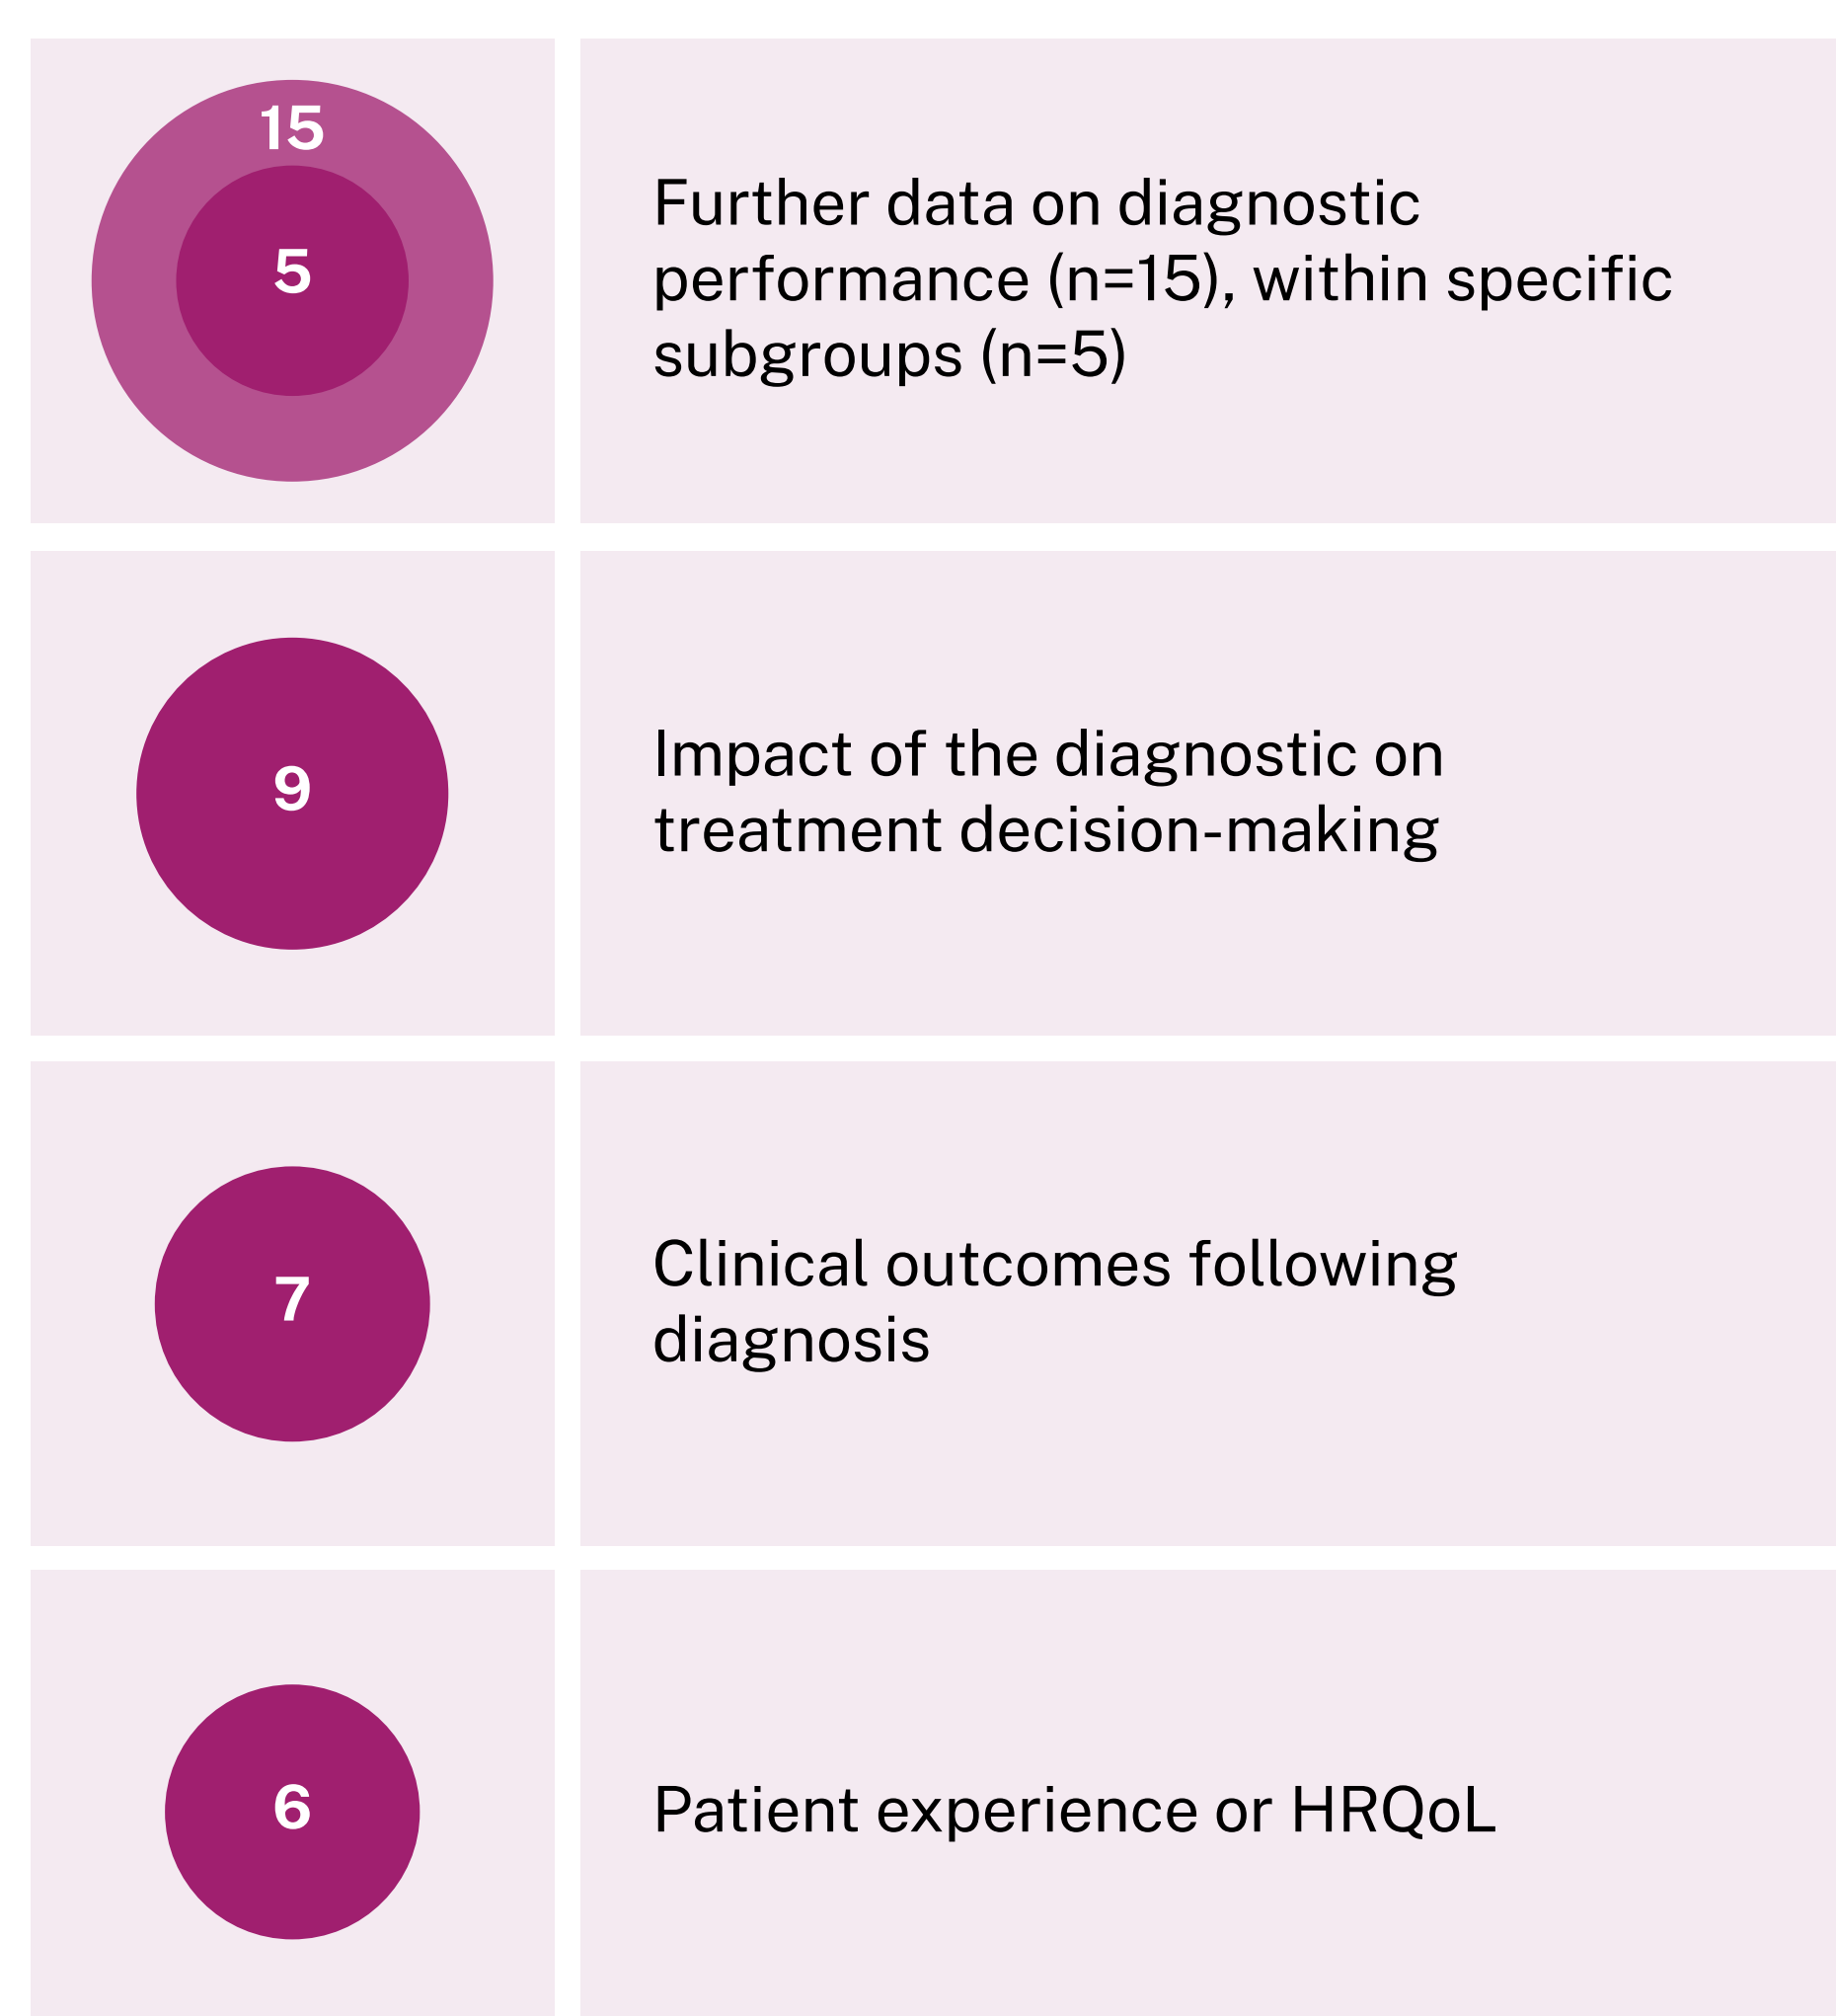 15
5
Further data on diagnostic
performance (n=15), within specific
subgroups (n=5)
9
Impact of the diagnostic on
treatment decision-making
7
Clinical outcomes following
diagnosis
6
Patient experience or HRQoL